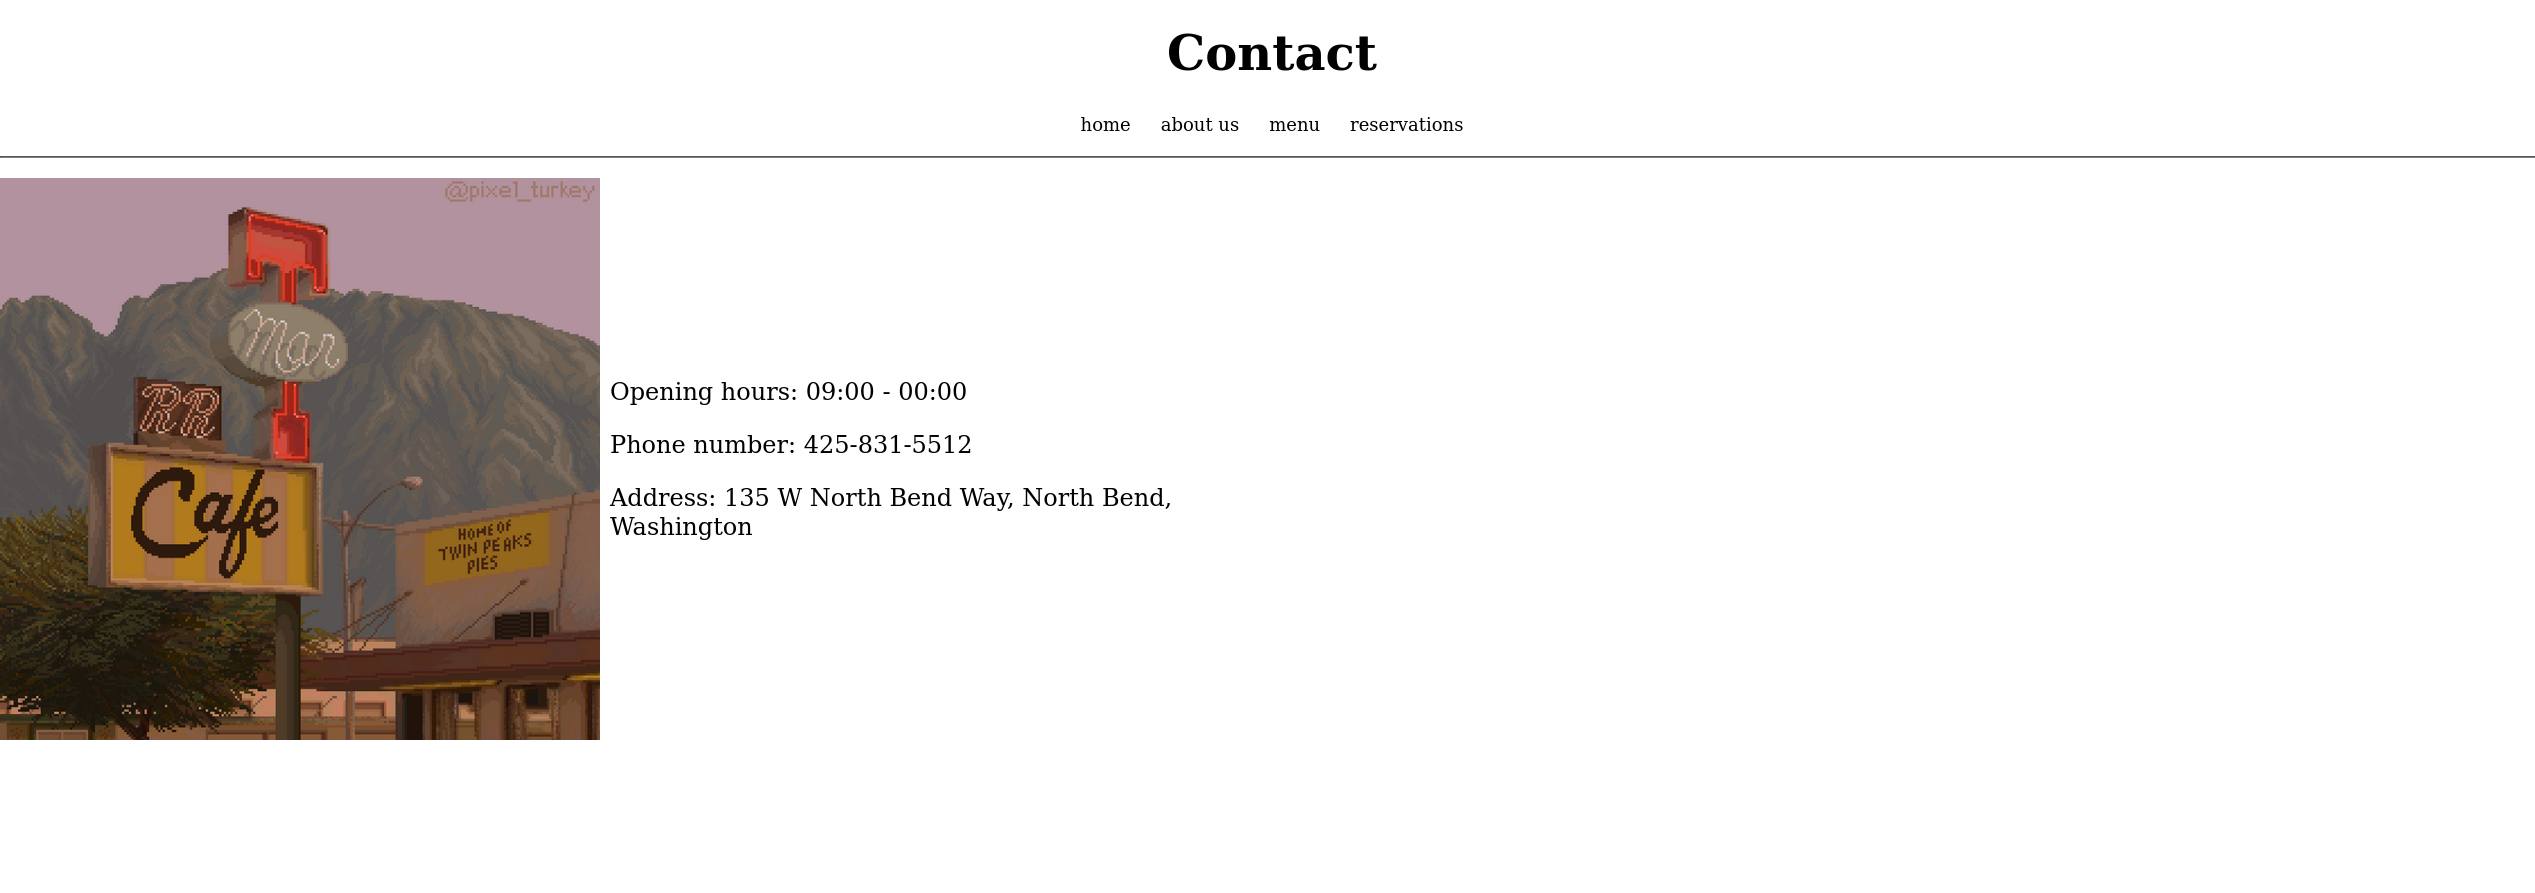 Contact
home about us menu reservations
@pixel_turkey
Mar
RR
Cafe
HOME OF
TWIN PEAKS
PIES
Opening hours: 09:00 - 00:00
Phone number: 425-831-5512
Address: 135 W North Bend Way, North Bend,
Washington